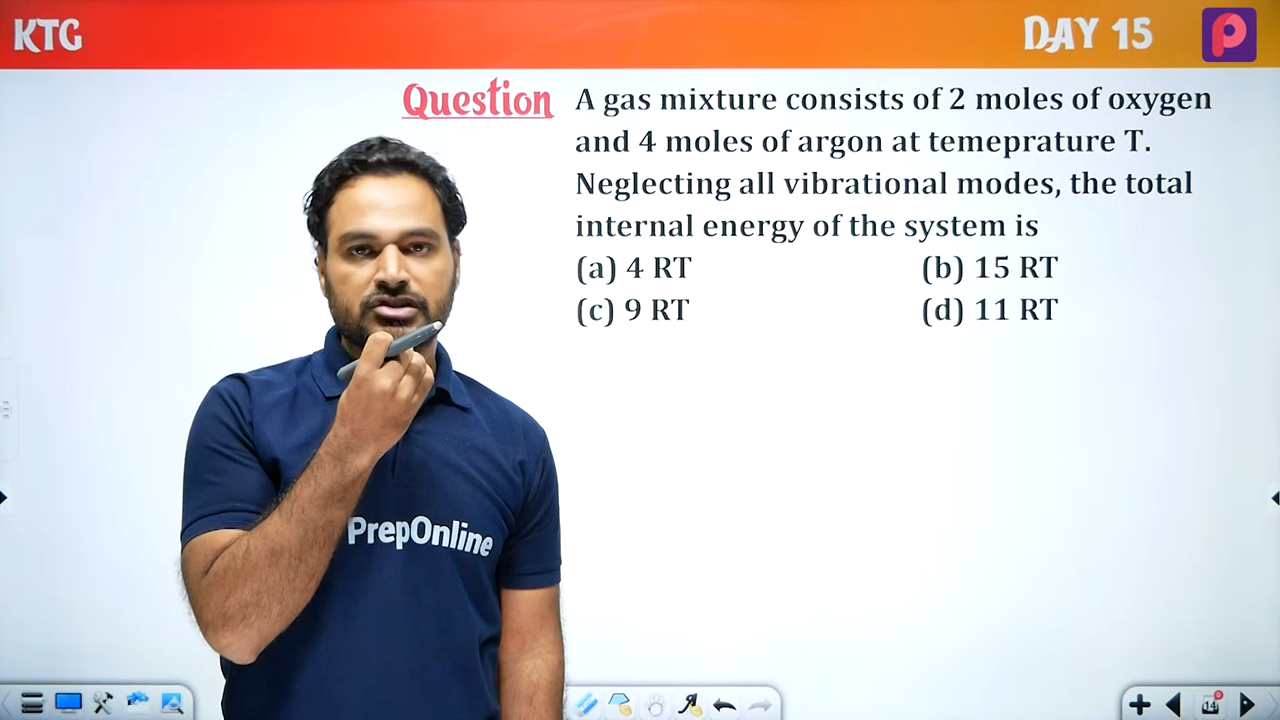 KTG
DAY 15
Question
A gas mixture consists of 2 moles of oxygen
and 4 moles of argon at temeprature T.
Neglecting all vibrational modes, the total
internal energy of the system is
(a) 4 RT
(b) 15 RT
(c) 9 RT
(d) 11 RT
PrepOnline
14